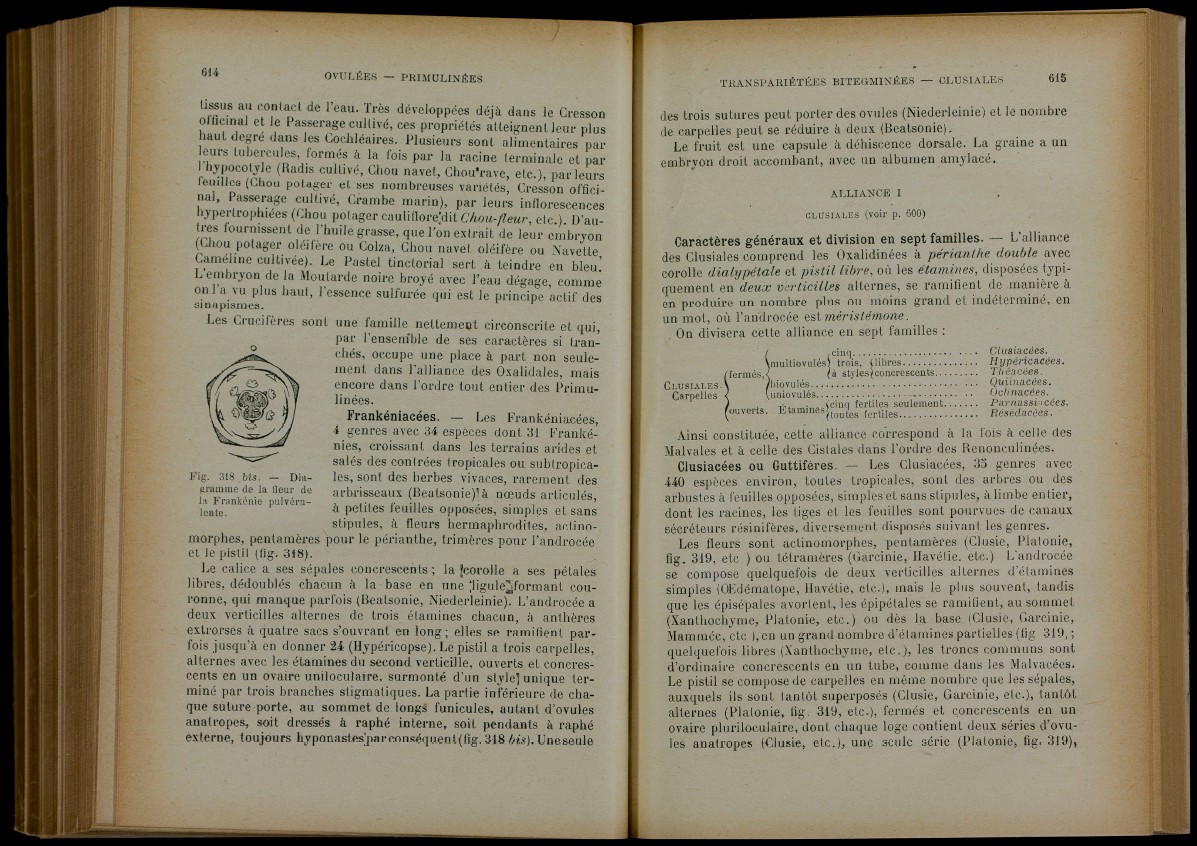 614
OVULÉES — PRIMULINÉES
tissus au contact de l'eau. Très développées déjà dans le Cresson
officinal et le Passerage cultivé, ces propriétés atteignent leur plus
haut degré dans les Cochléaires. Plusieurs sont alimentaires par
leurs tubercules, formés à la fois par la racine terminale et par
l'hypocotyle (Radis cultivé, Chou navet, Chou-rave, etc.), par leurs
feuilles (Chou potager et ses nombreuses variétés, Cresson offici-
nal, Passerage cultivé, Crambe marin), par leurs inflorescences
hypertrophiées (Chou potager cauliflore dit Chou-fleur, etc.). D'au-
tres fournissent de l'huile grasse, que l'on extrait de leur embryon
(Chou potager oléifère ou Colza, Chou navet oléifère ou Navette,
Caméline cultivée). Le Pastel tinctorial sert à teindre en bleu.
L'embryon de la Moutarde noire broyé avec l'eau dégage, comme
on l'a vu plus haut, l'essence sulfurée qui est le principe actif des
sinapismes.
Les Crucifères sont une famille nettement circonscrite et qui,
par l'ensemble de ses caractères si tran-
chés, occupe une place à part non seule-
ment dans l'alliance des Oxalidales, mais
encore dans l'ordre tout entier des Primu-
linées.
Frankéniacées. — Les Frankéniacées,
4 genres avec 34 espèces dont 31 Franké-
nies, croissant dans les terrains arides et
salés des contrées tropicales ou subtropica-
les, sont des herbes vivaces, rarement des
arbrisseaux (Beatsonie) à nœuds articulés,
à petites feuilles opposées, simples et sans
stipules, à fleurs hermaphrodites, actino-
Fig. 318 bis. — Dia-
gramme de la fleur de
la Frankénie pulvéru-
lente.
morphes, pentamères pour le périanthe, trimères pour l'androcée
et le pistil (fig. 318).
Le calice a ses sépales concrescents ; la corolle a ses pétales
libres, dédoublés chacun à la base en une ligule formant cou-
ronne, qui manque parfois (Beatsonie, Niederleinie). L'androcée a
deux verticilles alternes de trois étamines chacun, à anthères
extrorses à quatre sacs s'ouvrant en long ; elles se ramifient par-
fois jusqu'à en donner 24 (Hypéricopse). Le pistil a trois carpelles,
alternes avec les étamines du second verticille, ouverts et concres-
cents en un ovaire uniloculaire, surmonté d'un style unique ter-
miné par trois branches stigmatiques. La partie inférieure de cha-
que suture porte, au sommet de longs funicules, autant d'ovules
anatropes, soit dressés à raphé interne, soit pendants à raphé
externe, toujours hyponastes par conséquent (fig. 318 bis). Une seule
TRANSPARIÉTÉES BITEGMINÉES — CLUSIALES
615
des trois sutures peut porter des ovules (Niederleinie) et le nombre
de carpelles peut se réduire à deux (Beatsonie).
Le fruit est une capsule à déhiscence dorsale. La graine a un
embryon droit accombant, avec un albumen amylacé.
ALLIANCE I
CLUSIALES (voir p. 600)
Caractères généraux et division en sept familles. — L'alliance
des Clusiales comprend les Oxalidinées à périanthe double avec
corolle dialypétale et pistil libre, où les étamines, disposées typi-
quement en deux verticilles alternes, se ramifient de manière à
en produire un nombre plus ou moins grand et indéterminé, en
un mot, où l'androcée est méristémone.
On divisera cette alliance en sept familles :
cinq.......... Clusiacées.
multiovulés trois, libres.......... Hypéricacées.
fermés, à styles concrescents.......... Théacées.
CLUSIALES. biovulés.......... Quiinacées.
Carpelles uniovulés.......... Ochnacées.
ouverts. Étamines cinq fertiles seulement.......... Parnassiacées.
toutes fertiles.......... Résédacées.
Ainsi constituée, cette alliance correspond à la fois à celle des
Malvales et à celle des Cistales dans l'ordre des Renonculinées.
Clusiacées ou Guttifères. — Les Clusiacées, 35 genres avec
440 espèces environ, toutes tropicales, sont des arbres ou des
arbustes à feuilles opposées, simples et sans stipules, à limbe entier,
dont les racines, les tiges et les feuilles sont pourvues de canaux
sécréteurs résinifères, diversement disposés suivant les genres.
Les fleurs sont actinomorphes, pentamères (Clusie, Platonie,
fig. 319, etc ) ou tétramères (Garcinie, Havétie, etc.) L'androcée
se compose quelquefois de deux verticilles alternes d'étamines
simples (OEdématope, Havétie, etc.), mais le plus souvent, tandis
que les épisépales avortent, les épipétales se ramifient, au sommet
(Xanthochyme, Platonie, etc.) ou dès la base (Clusie, Garcinie,
Mammée, etc ), en un grand nombre d'étamines partielles (fig 319, ;
quelquefois libres (Xanthochyme, etc.), les troncs communs sont
d'ordinaire concrescents en un tube, comme dans les Malvacées.
Le pistil se compose de carpelles en même nombre que les sépales,
auxquels ils sont tantôt superposés (Clusie, Garcinie, etc.), tantôt
alternes (Platonie, fig. 319, etc.), fermés et concrescents en un
ovaire pluriloculaire, dont chaque loge contient deux séries d'ovu-
les anatropes (Clusie, etc.), une seule série (Platonie, fig. 319),